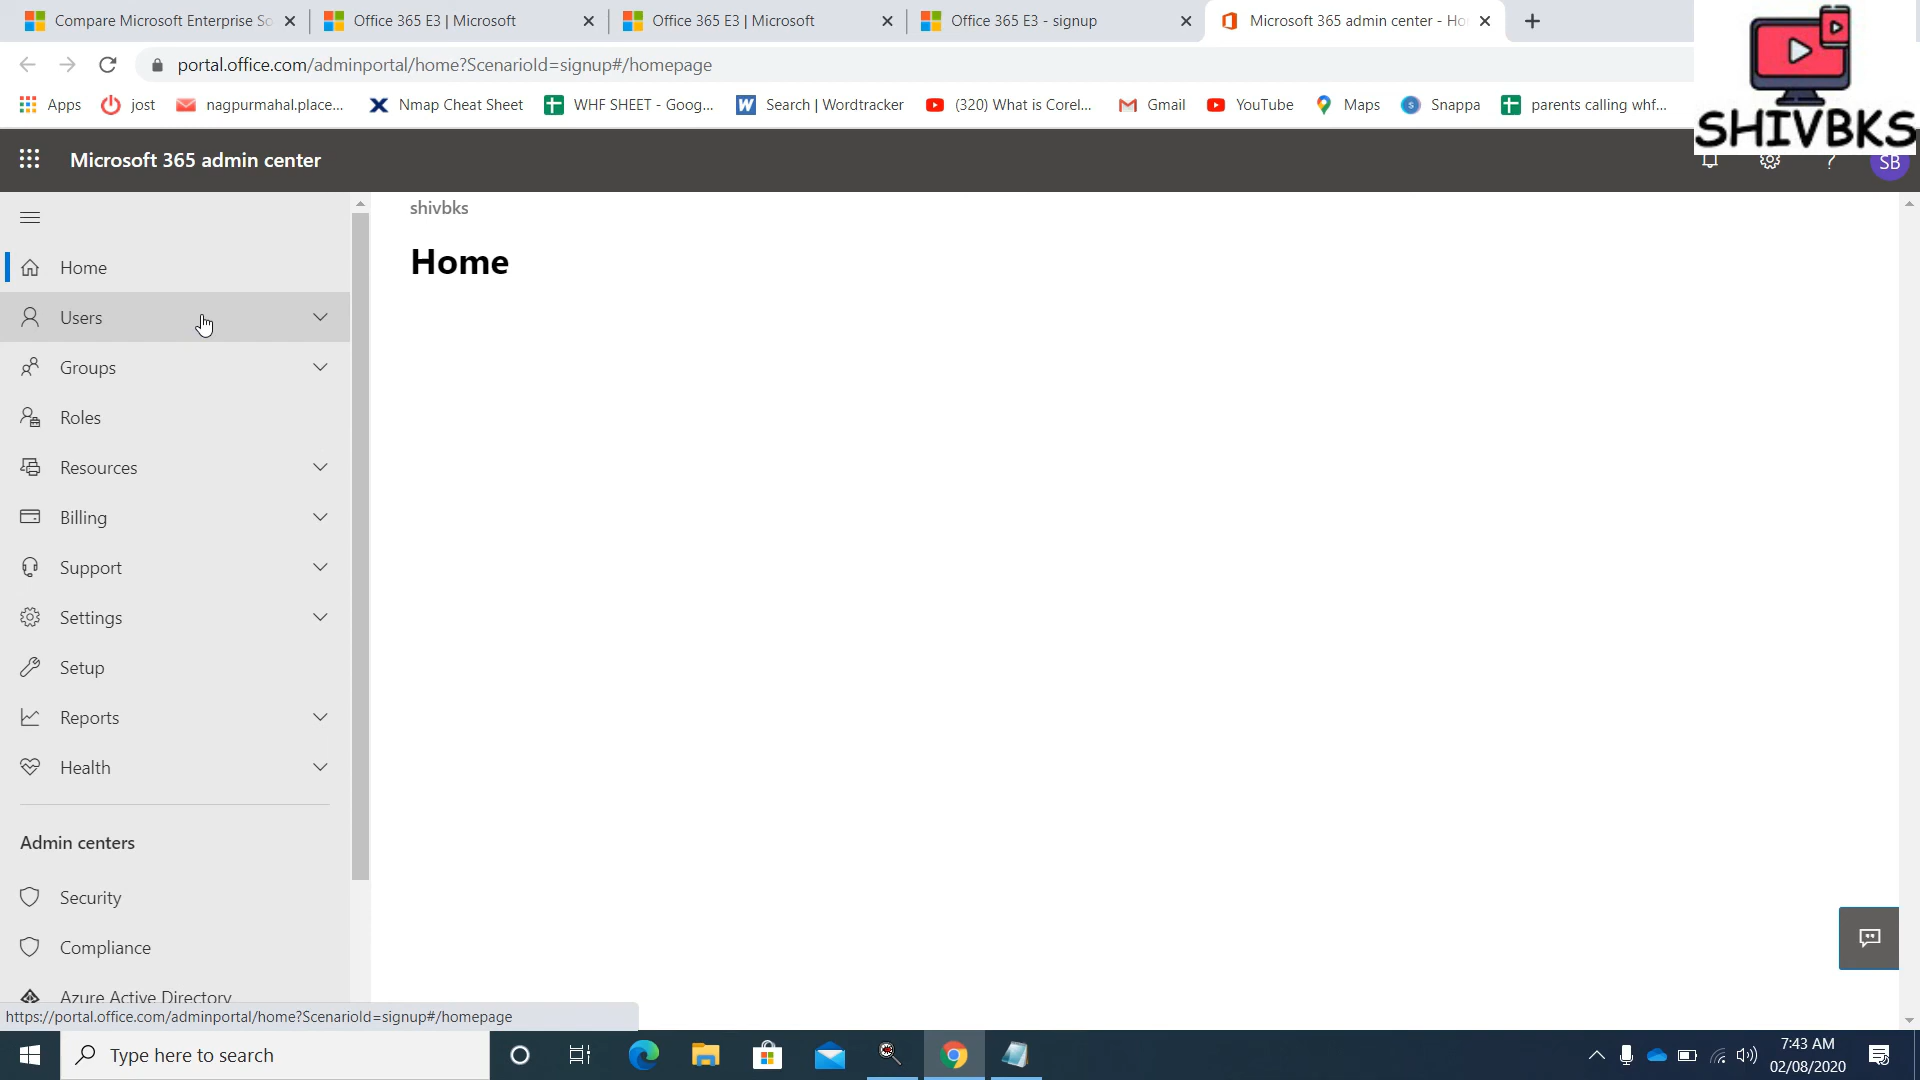 Compare Microsoft Enterprise So
Office 365 E3 | Microsoft
Office 365 E3 | Microsoft
Office 365 E3 - signup
Microsoft 365 admin center - Ho
portal.office.com/adminportal/home?ScenarioId=signup#/homepage
Apps
jost
nagpurmahal.place...
Nmap Cheat Sheet
WHF SHEET - Goog...
Search | Wordtracker
(320) What is Corel...
Gmail
YouTube
Maps
Snappa
parents calling whf...
SHIVBKS
Microsoft 365 admin center
SB
shivbks
Home
Home
Users
Groups
Roles
Resources
Billing
Support
Settings
Setup
Reports
Health
Admin centers
Security
Compliance
Azure Active Directory
https://portal.office.com/adminportal/home?ScenarioId=signup#/homepage
Type here to search
7:43 AM
02/08/2020